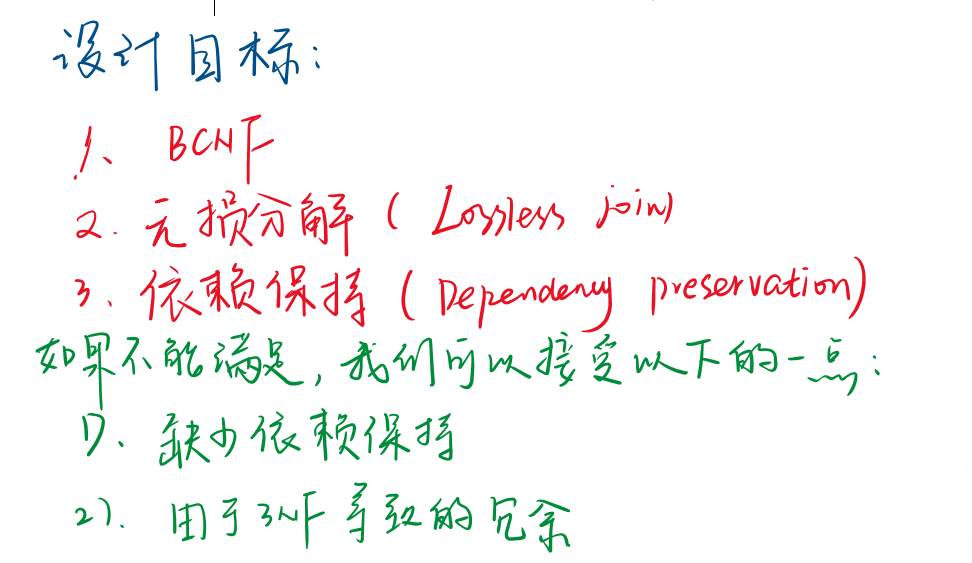 设计目标：
1、BCNF
2. 无损分解 ( Lossless join)
3、依赖保持 ( Dependency preservation)
如果不能满足, 我们可以接受以下的一点：
1)、缺少依赖保持
2)、用于3NF导致的冗余